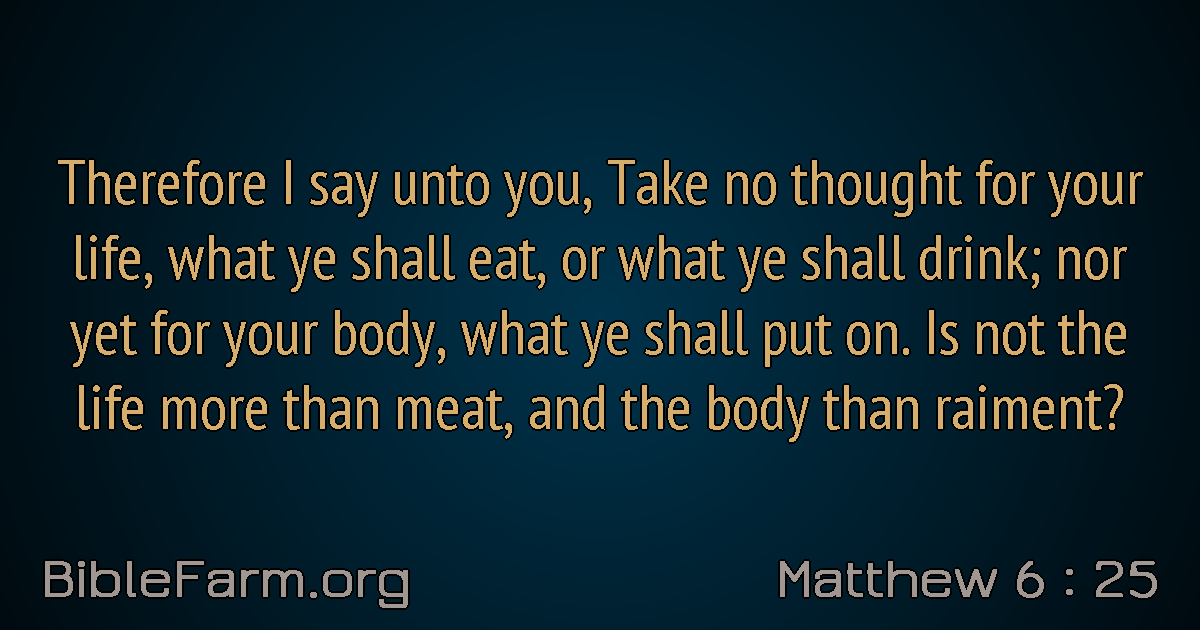 Therefore I say unto you, Take no thought for your
life, what ye shall eat, or what ye shall drink; nor
yet for your body, what ye shall put on. Is not the
life more than meat, and the body than raiment?
BibleFarm.org
Matthew 6 : 25